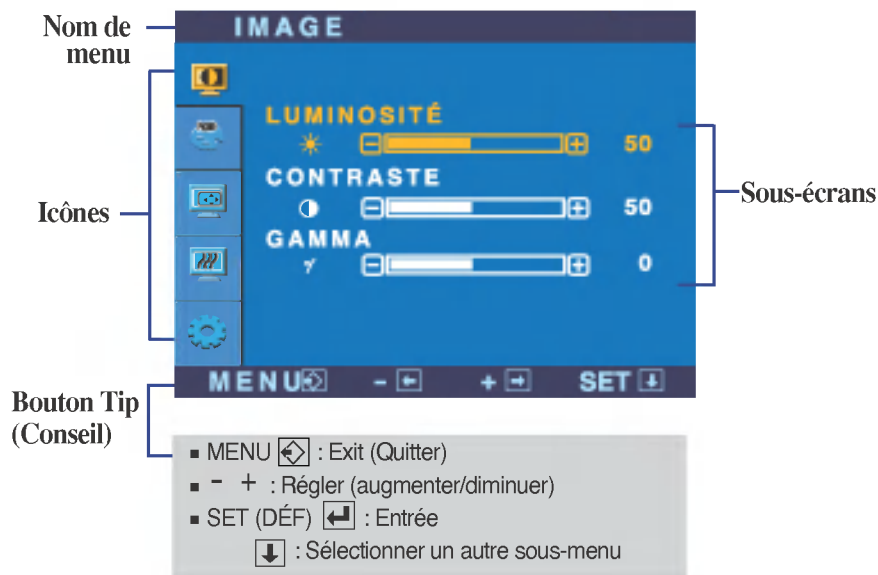 Nom de
menu
IMAGE
LUMINOSITÉ
50
CONTRASTE
50
GAMMA
0
Icônes
Sous-écrans
MENU - + SET
Bouton Tip
(Conseil)
▪ MENU : Exit (Quitter)
▪ - + : Régler (augmenter/diminuer)
▪ SET (DÉF) : Entrée
: Sélectionner un autre sous-menu